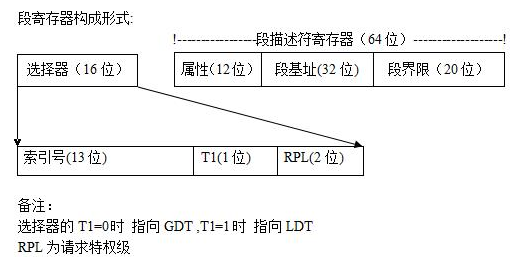 段寄存器构成形式:
!-----------------段描述符寄存器（64位）-------------------!
选择器（16 位）
属性(12位) 段基址(32 位) 段界限（20 位）
索引号(13 位) T1(1 位) RPL(2 位)
备注：
选择器的 T1=0时 指向 GDT ,T1=1 时 指向 LDT
RPL 为请求特权级